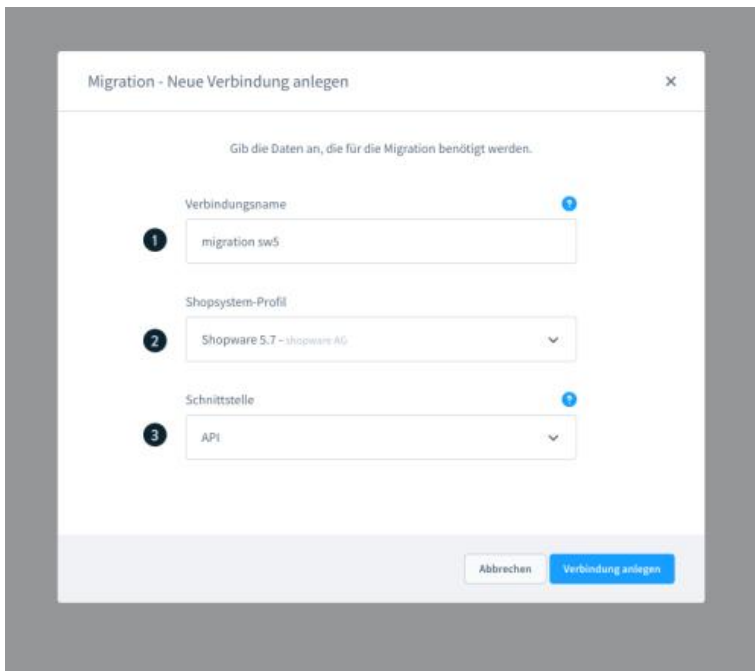 Migration - Neue Verbindung anlegen
Gib die Daten an, die für die Migration benötigt werden.
Verbindungsname
1 migration sw5
Shopsystem-Profil
2 Shopware 5.7 – shopware AG
Schnittstelle
3 API
Abbrechen Verbindung anlegen